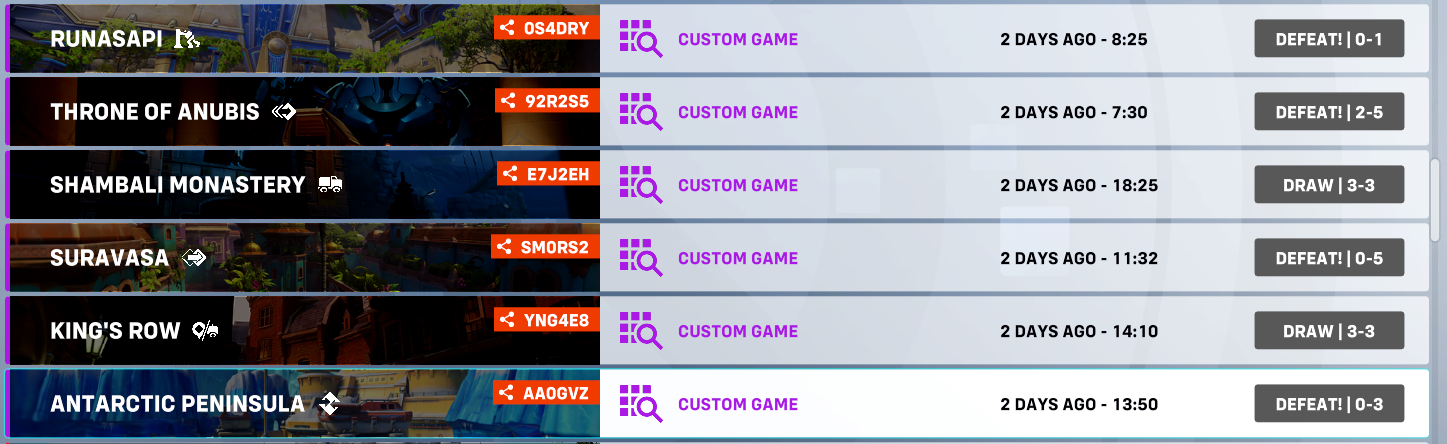 RUNASAPI 0S4DRY CUSTOM GAME 2 DAYS AGO - 8:25 DEFEAT! | 0-1
THRONE OF ANUBIS 92R2S5 CUSTOM GAME 2 DAYS AGO - 7:30 DEFEAT! | 2-5
SHAMBALI MONASTERY E7J2EH CUSTOM GAME 2 DAYS AGO - 18:25 DRAW | 3-3
SURAVASA SM0RS2 CUSTOM GAME 2 DAYS AGO - 11:32 DEFEAT! | 0-5
KING'S ROW YNG4E8 CUSTOM GAME 2 DAYS AGO - 14:10 DRAW | 3-3
ANTARCTIC PENINSULA AA0GVZ CUSTOM GAME 2 DAYS AGO - 13:50 DEFEAT! | 0-3